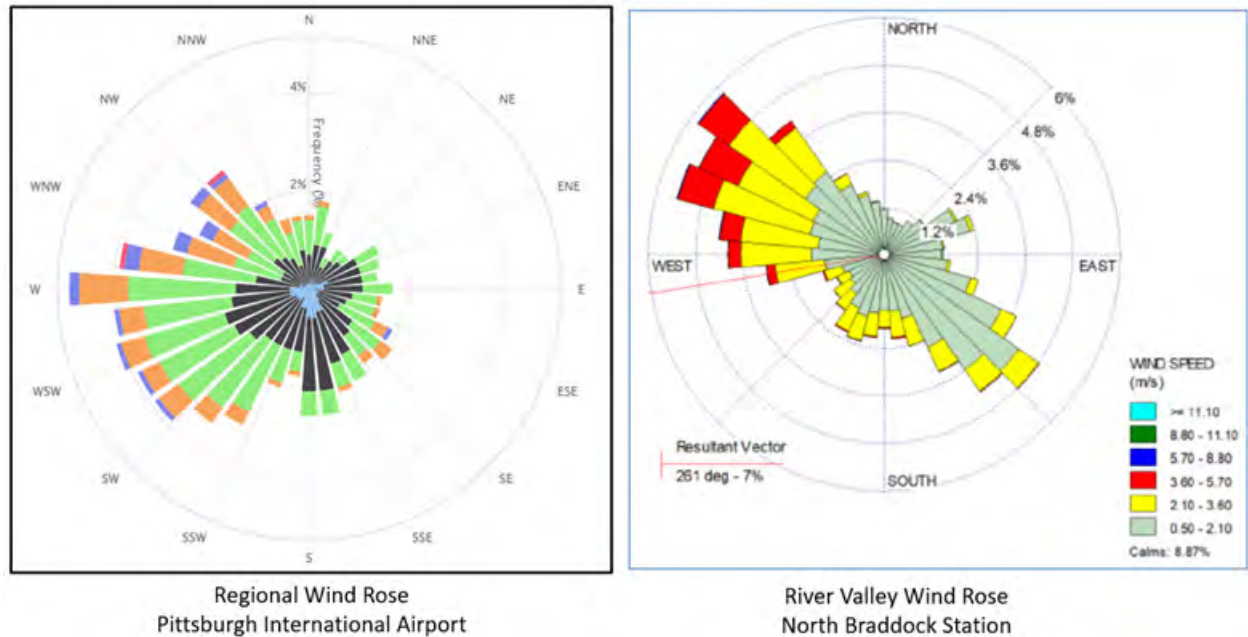 N
NNW
NNE
4%
NW
NE
Frequency (%)
2%
WNW
ENE
W
E
WSW
ESE
SW
SE
SSW
SSE
S
Regional Wind Rose
Pittsburgh International Airport
NORTH
6%
4.8%
3.6%
2.4%
1.2%
WEST
EAST
WIND SPEED
(m/s)
>= 11.10
8.80 - 11.10
5.70 - 8.80
3.60 - 5.70
2.10 - 3.60
0.50 - 2.10
Calms: 8.87%
Resultant Vector
261 deg - 7%
SOUTH
River Valley Wind Rose
North Braddock Station